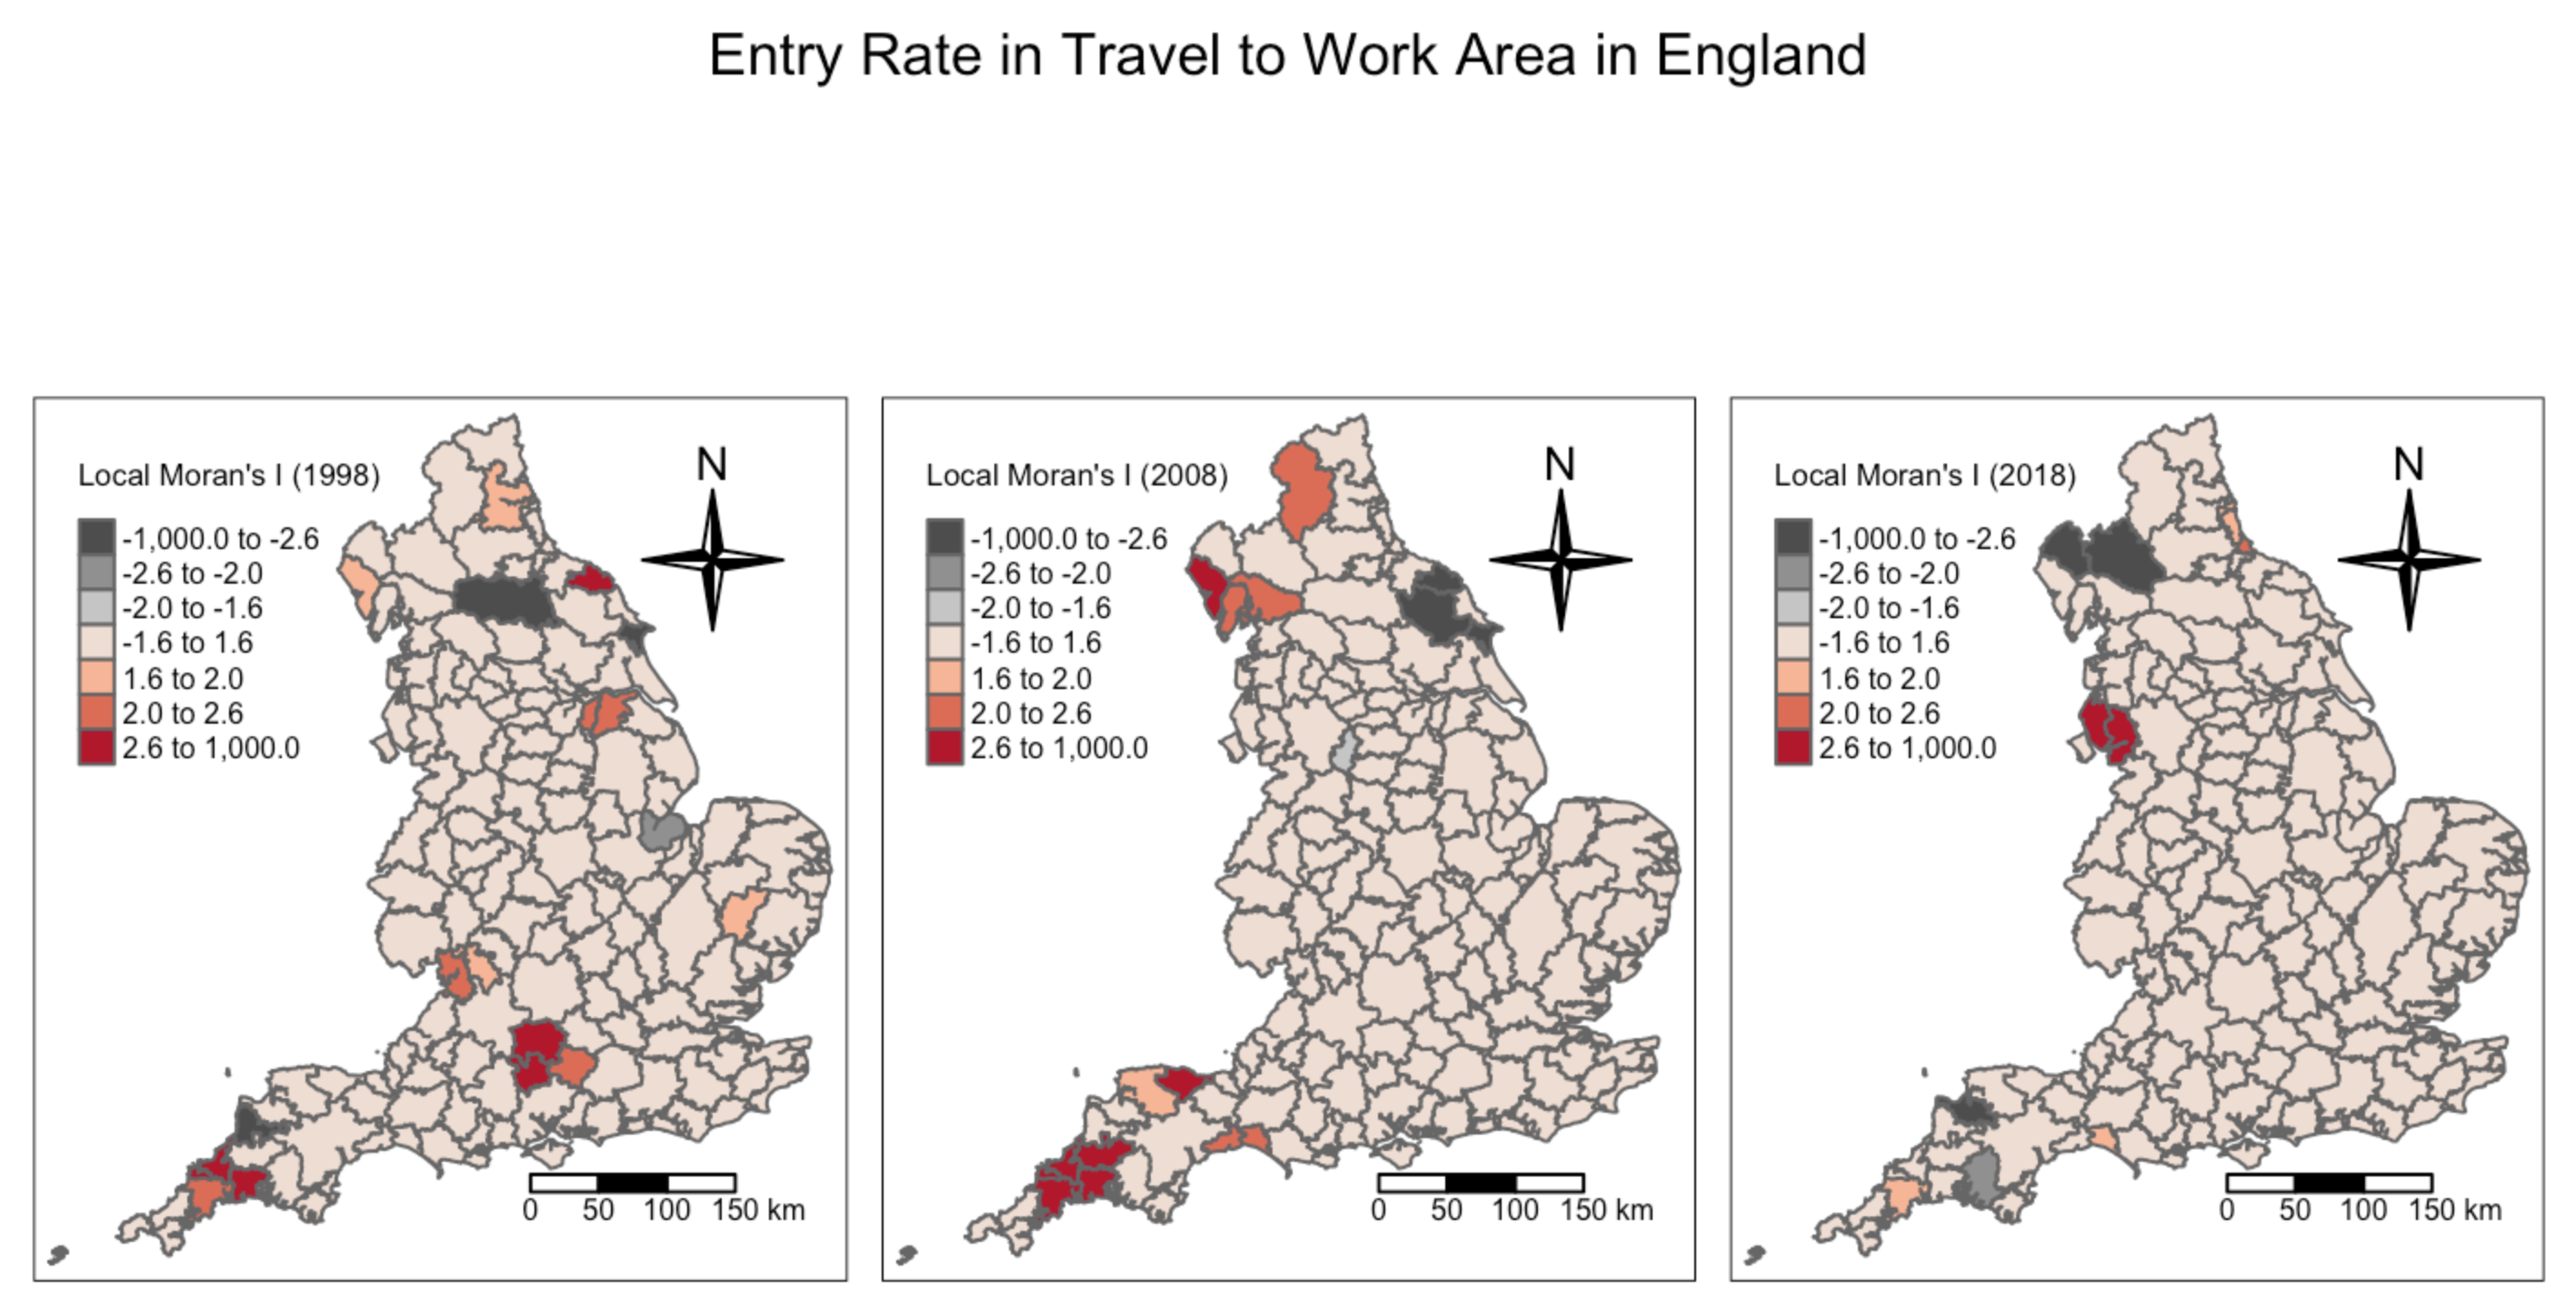 Entry Rate in Travel to Work Area in England
Local Moran's I (1998)
-1,000.0 to -2.6
-2.6 to -2.0
-2.0 to -1.6
-1.6 to 1.6
1.6 to 2.0
2.0 to 2.6
2.6 to 1,000.0
N
0 50 100 150 km
Local Moran's I (2008)
-1,000.0 to -2.6
-2.6 to -2.0
-2.0 to -1.6
-1.6 to 1.6
1.6 to 2.0
2.0 to 2.6
2.6 to 1,000.0
N
0 50 100 150 km
Local Moran's I (2018)
-1,000.0 to -2.6
-2.6 to -2.0
-2.0 to -1.6
-1.6 to 1.6
1.6 to 2.0
2.0 to 2.6
2.6 to 1,000.0
N
0 50 100 150 km